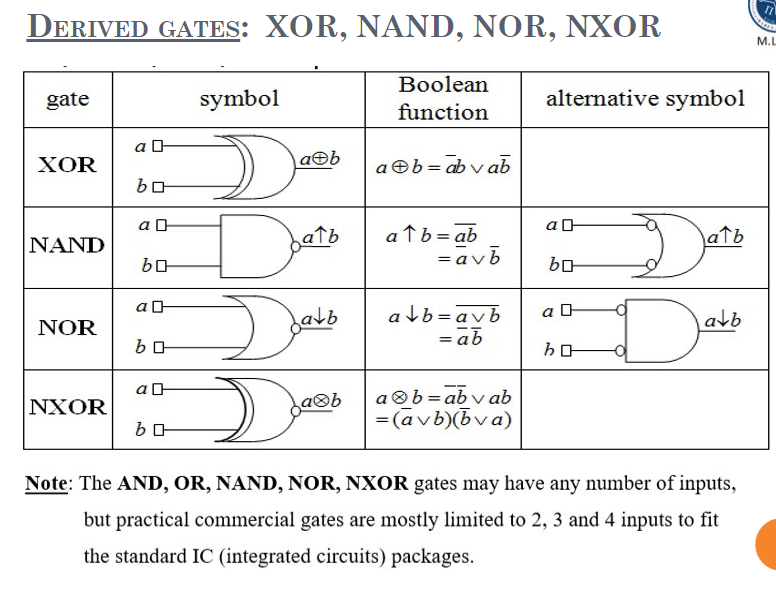 DERIVED GATES: XOR, NAND, NOR, NXOR
M.L
gate symbol Boolean function alternative symbol
XOR a b a⊕b a⊕b = a̅b ∨ ab̅
NAND a b a↑b a↑b = a̅b̅ a b a↑b
= a̅ ∨ b̅
NOR a b a↓b a↓b = a̅ ̅∨̅ ̅b̅ a h a↓b
= a̅b̅
NXOR a b a⊗b a⊗b = a̅b̅ ∨ ab
= (a̅ ∨ b)(b̅ ∨ a)
Note: The AND, OR, NAND, NOR, NXOR gates may have any number of inputs,
but practical commercial gates are mostly limited to 2, 3 and 4 inputs to fit
the standard IC (integrated circuits) packages.